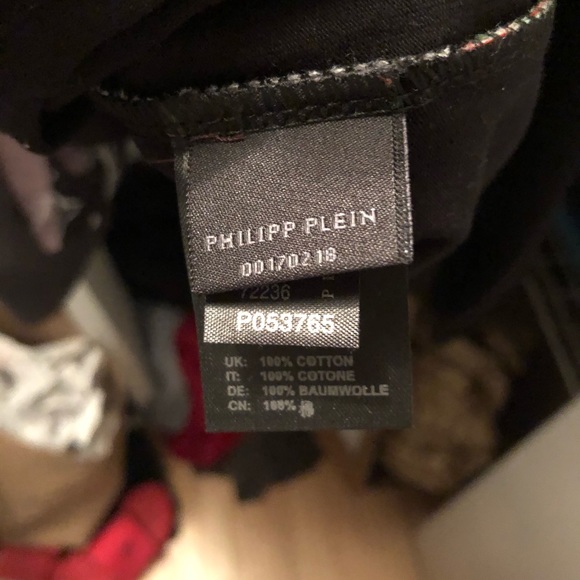 PHILIPP PLEIN
00170218
72236
P053765
UK: 100% COTTON
IT: 100% COTONE
DE: 100% BAUMWOLLE
CN: 100%